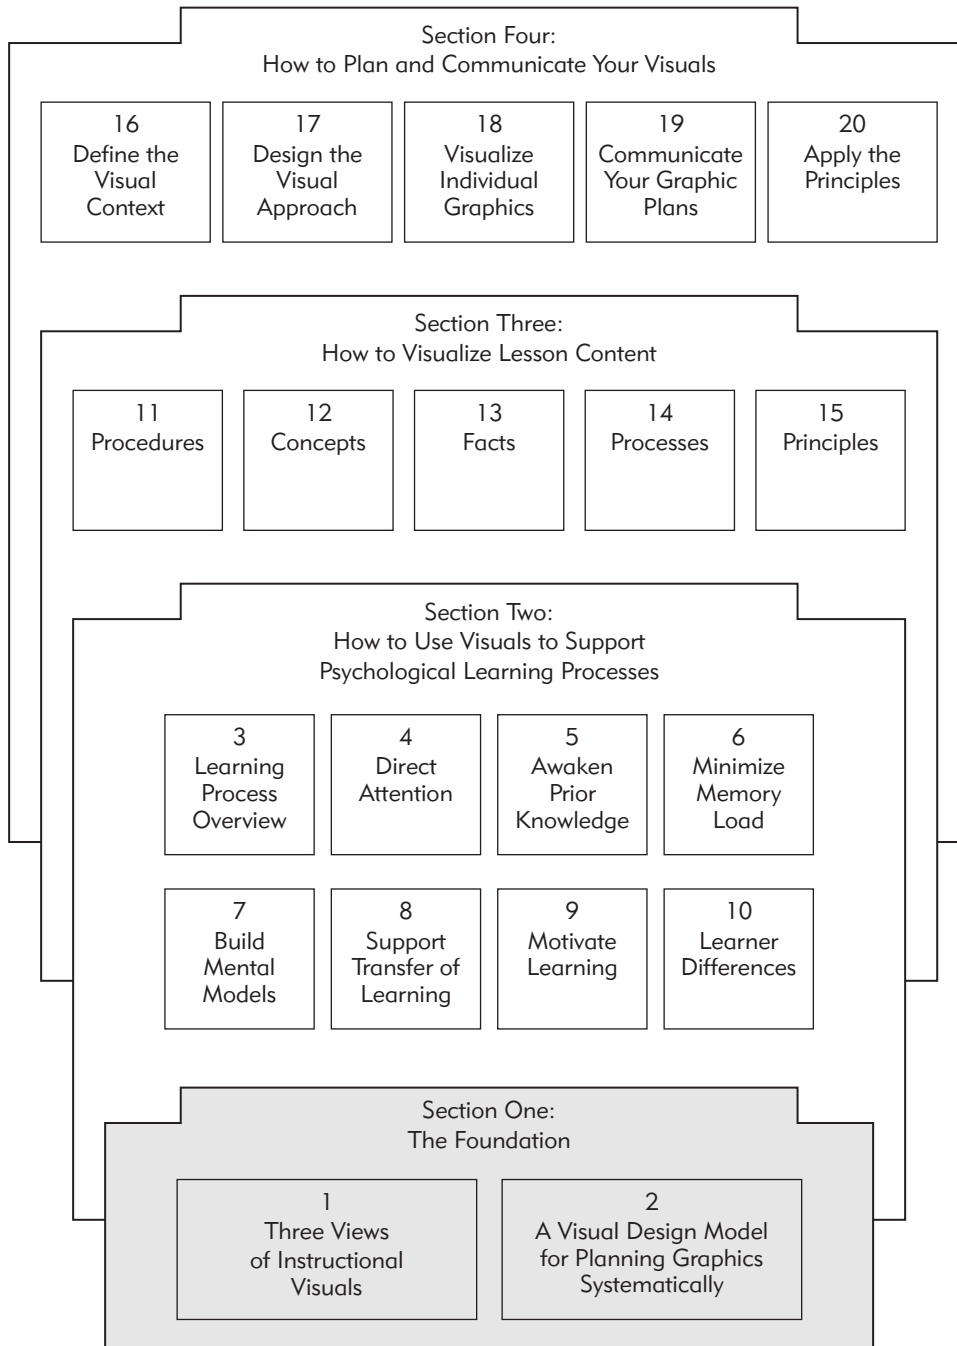 Section Four:
How to Plan and Communicate Your Visuals
16
Define the
Visual
Context
17
Design the
Visual
Approach
18
Visualize
Individual
Graphics
19
Communicate
Your Graphic
Plans
20
Apply the
Principles
Section Three:
How to Visualize Lesson Content
11
Procedures
12
Concepts
13
Facts
14
Processes
15
Principles
Section Two:
How to Use Visuals to Support
Psychological Learning Processes
3
Learning
Process
Overview
4
Direct
Attention
5
Awaken
Prior
Knowledge
6
Minimize
Memory
Load
7
Build
Mental
Models
8
Support
Transfer of
Learning
9
Motivate
Learning
10
Learner
Differences
Section One:
The Foundation
1
Three Views
of Instructional
Visuals
2
A Visual Design Model
for Planning Graphics
Systematically